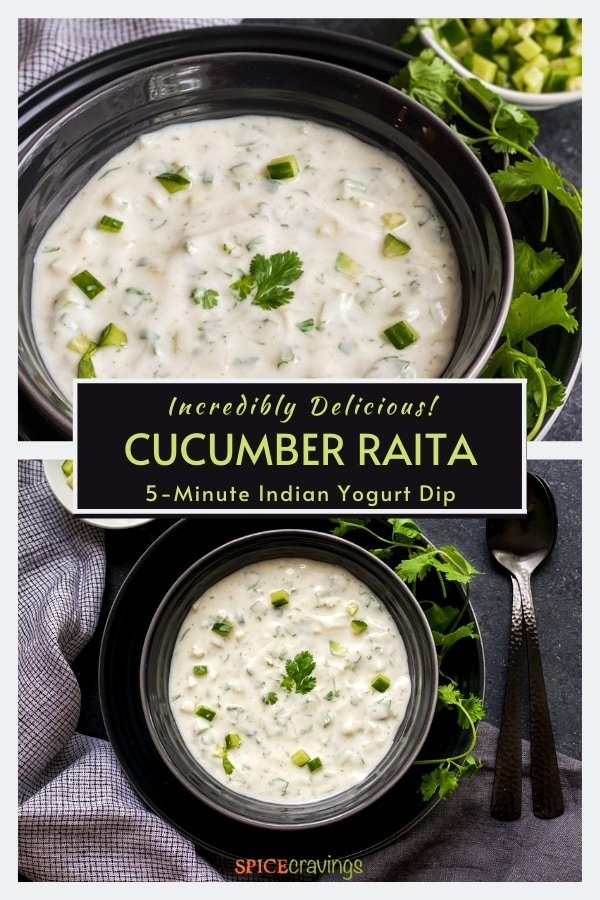 Incredibly Delicious!
CUCUMBER RAITA
5-Minute Indian Yogurt Dip
SPICEcravings